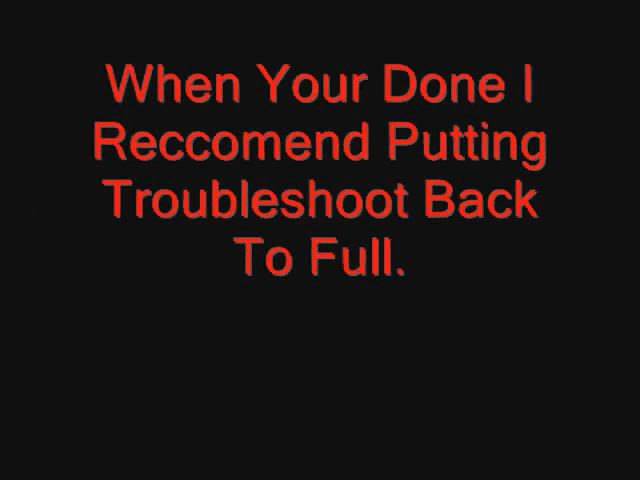 When Your Done I
Reccomend Putting
Troubleshoot Back
To Full.